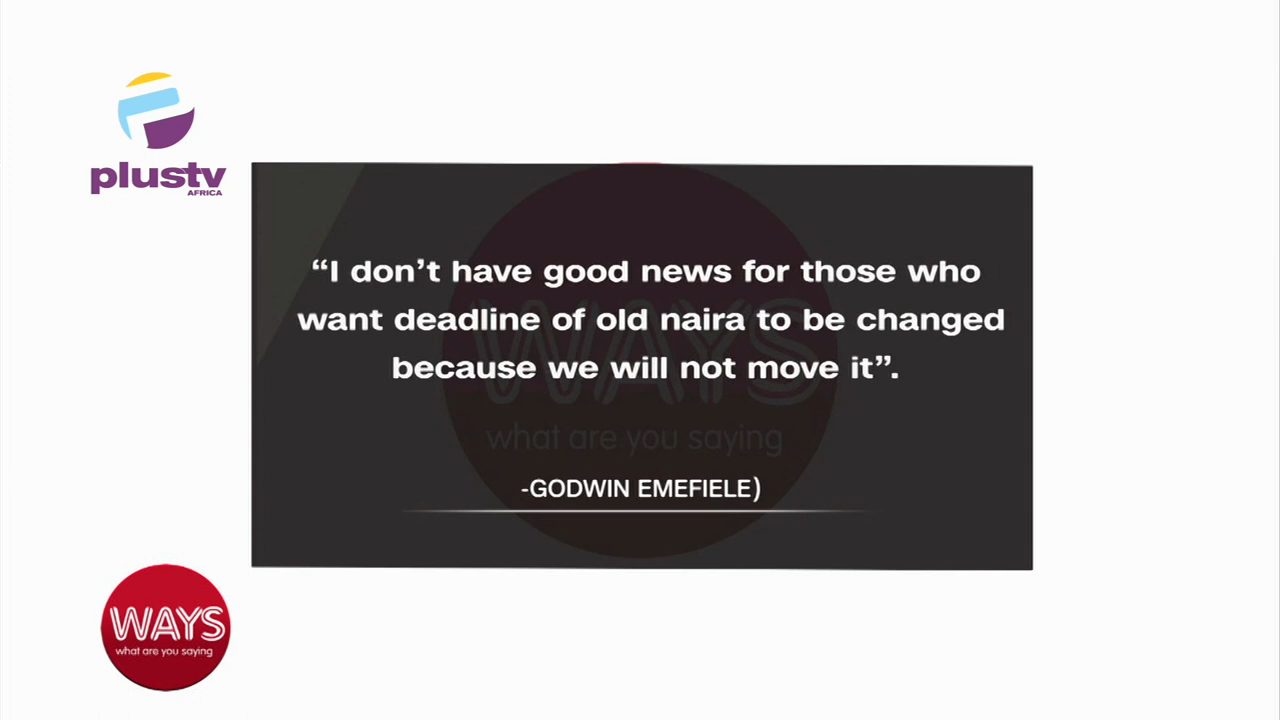 plustv
AFRICA
“I don’t have good news for those who
want deadline of old naira to be changed
because we will not move it”.
WAYS
what are you saying
-GODWIN EMEFIELE)
WAYS
what are you saying